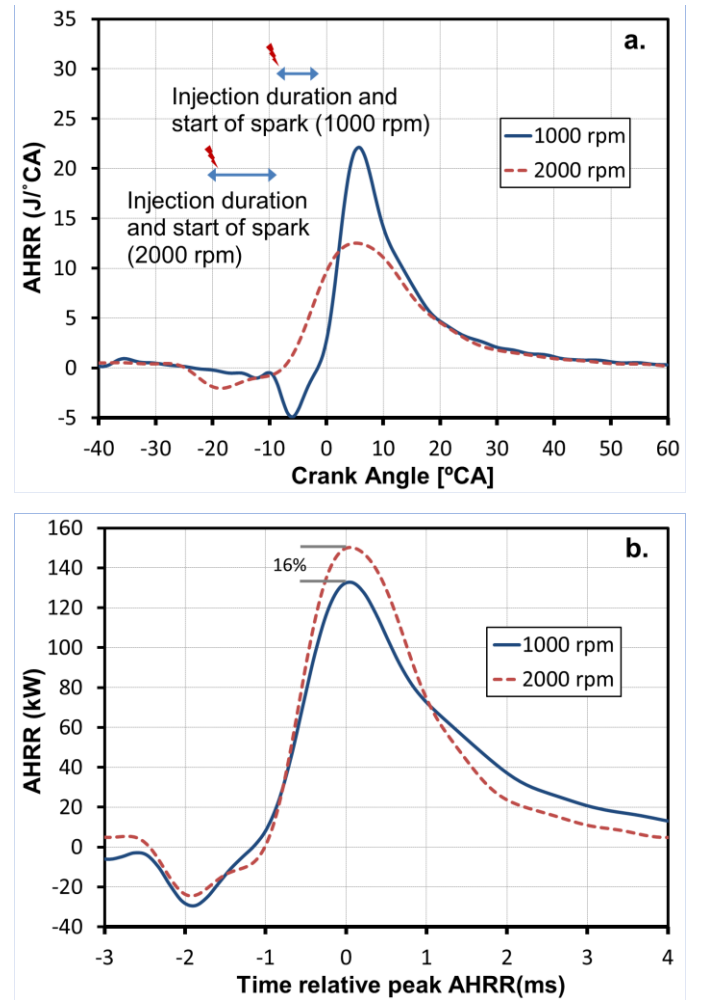 a.
35
30
25
20
15
10
5
0
-5
AHRR (J/˚CA)
Injection duration and
start of spark (1000 rpm)
Injection duration
and start of spark
(2000 rpm)
1000 rpm
2000 rpm
-40 -30 -20 -10 0 10 20 30 40 50 60
Crank Angle [ºCA]
b.
160
140
120
100
80
60
40
20
0
-20
-40
AHRR (kW)
16%
1000 rpm
2000 rpm
-3 -2 -1 0 1 2 3 4
Time relative peak AHRR(ms)